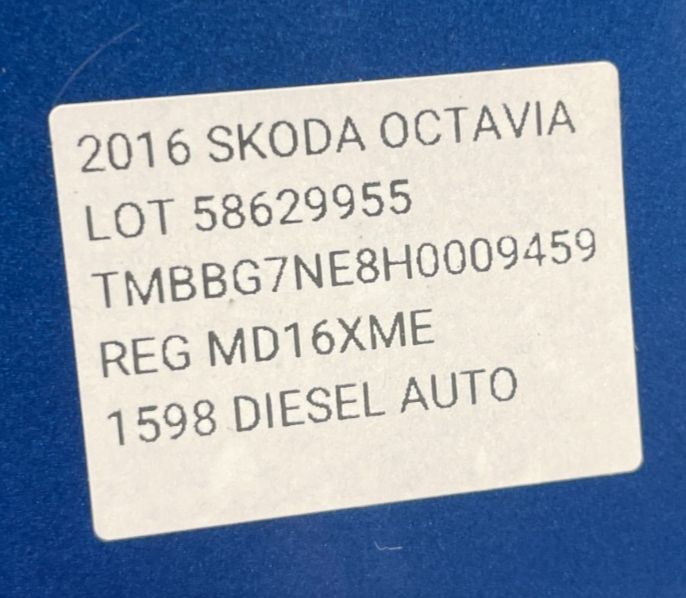 2016 SKODA OCTAVIA
LOT 58629955
TMBBG7NE8H0009459
REG MD16XME
1598 DIESEL AUTO